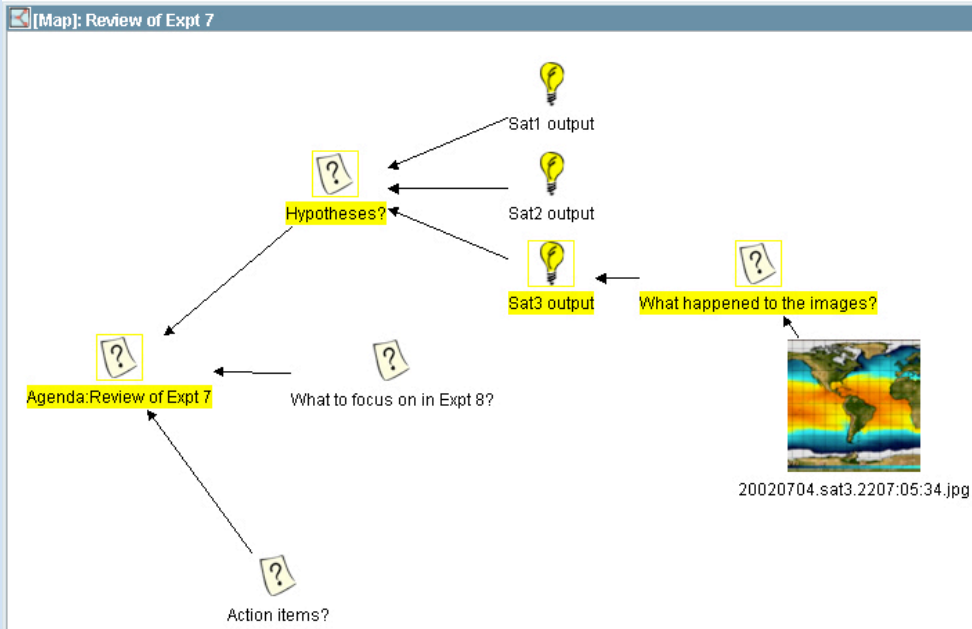 [Map]: Review of Expt 7
Sat1 output
Hypotheses?
Sat2 output
Sat3 output
What happened to the images?
Agenda:Review of Expt 7
What to focus on in Expt 8?
20020704.sat3.2207:05:34.jpg
Action items?